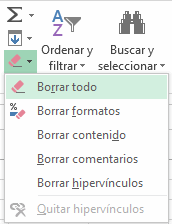 Σ
A
Z
Ordenar y
filtrar
Buscar y
seleccionar
Borrar todo
Borrar formatos
Borrar contenido
Borrar comentarios
Borrar hipervínculos
Quitar hipervínculos